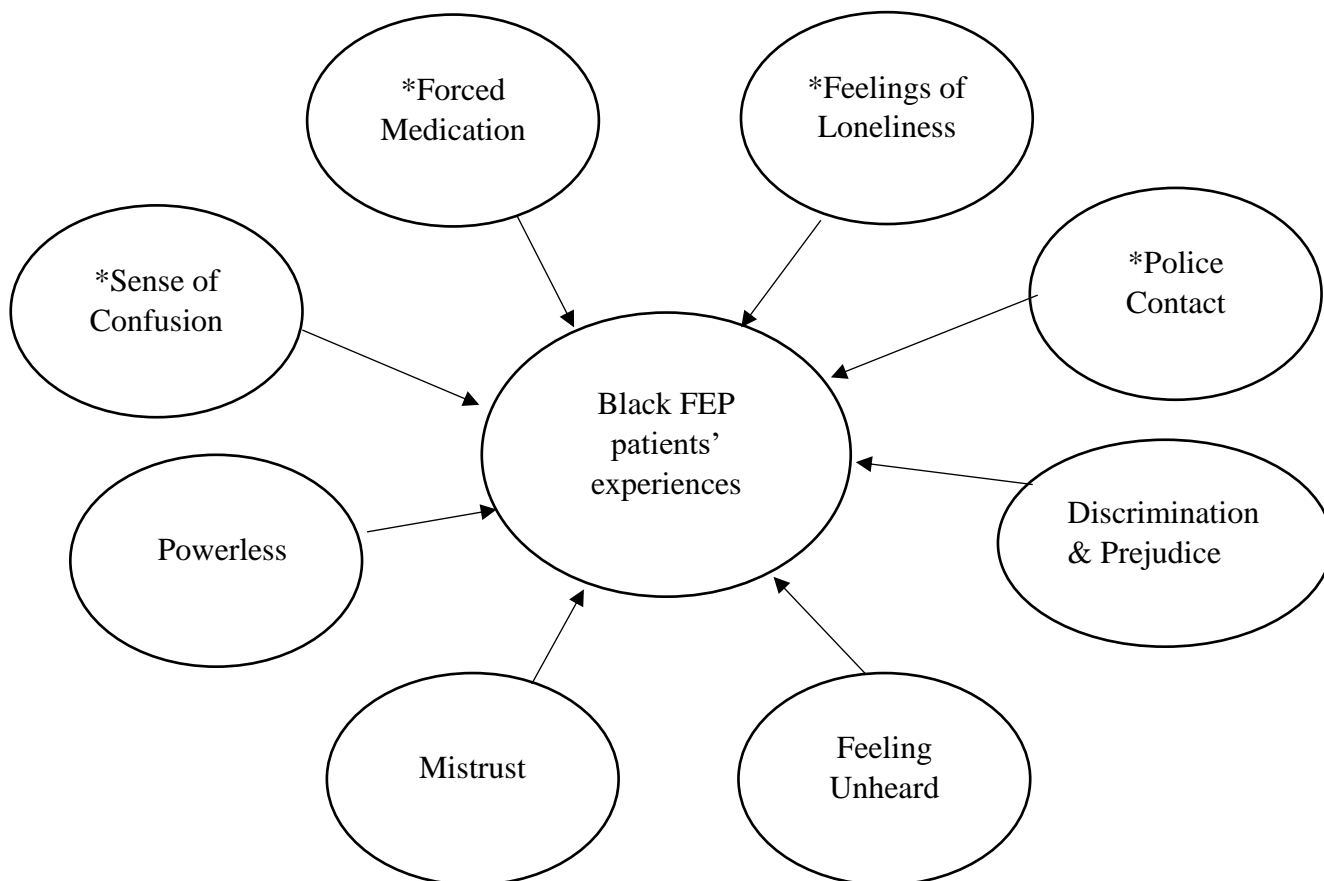 *Forced
Medication
*Feelings of
Loneliness
*Sense of
Confusion
*Police
Contact
Black FEP
patients’
experiences
Powerless
Discrimination
& Prejudice
Mistrust
Feeling
Unheard